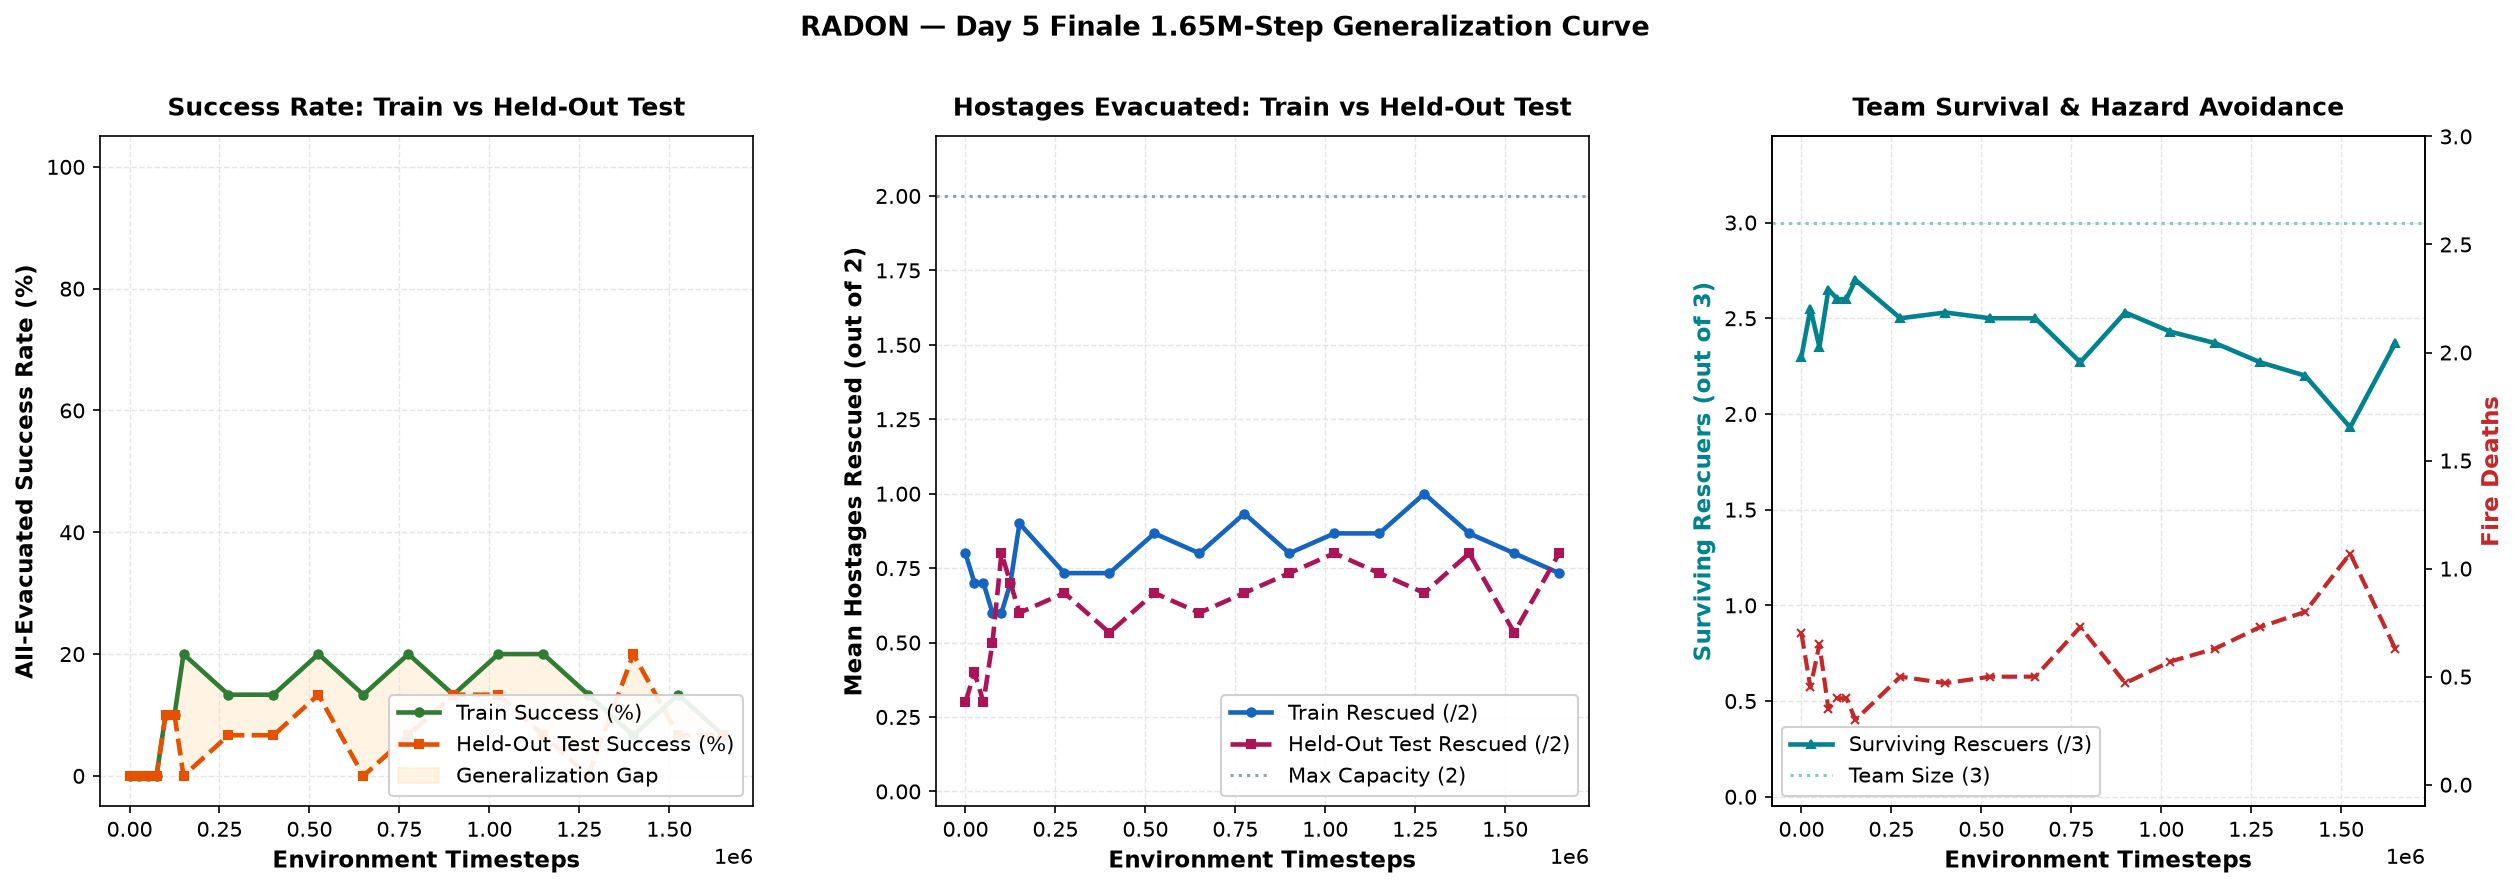 RADON — Day 5 Finale 1.65M-Step Generalization Curve
Success Rate: Train vs Held-Out Test
All-Evacuated Success Rate (%)
100
80
60
40
20
0
Train Success (%)
Held-Out Test Success (%)
Generalization Gap
0.00 0.25 0.50 0.75 1.00 1.25 1.50
1e6
Environment Timesteps
Hostages Evacuated: Train vs Held-Out Test
Mean Hostages Rescued (out of 2)
2.00
1.75
1.50
1.25
1.00
0.75
0.50
0.25
0.00
Train Rescued (/2)
Held-Out Test Rescued (/2)
Max Capacity (2)
0.00 0.25 0.50 0.75 1.00 1.25 1.50
1e6
Environment Timesteps
Team Survival & Hazard Avoidance
Surviving Rescuers (out of 3)
3.0
2.5
2.0
1.5
1.0
0.5
0.0
Surviving Rescuers (/3)
Team Size (3)
0.00 0.25 0.50 0.75 1.00 1.25 1.50
1e6
Environment Timesteps
3.0
2.5
2.0
1.5
1.0
0.5
0.0
Fire Deaths